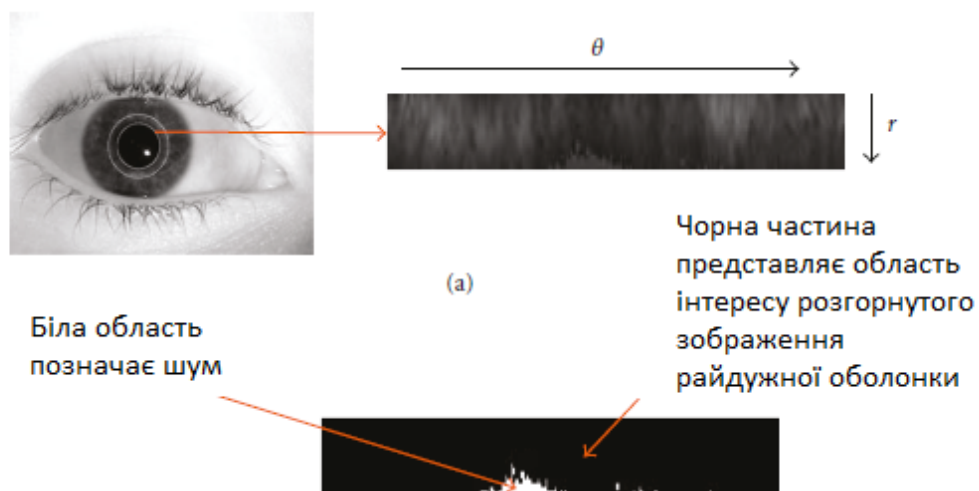 θ
r
(a)
Чорна частина
представляє область
інтересу розгорнутого
зображення
райдужної оболонки
Біла область
позначає шум